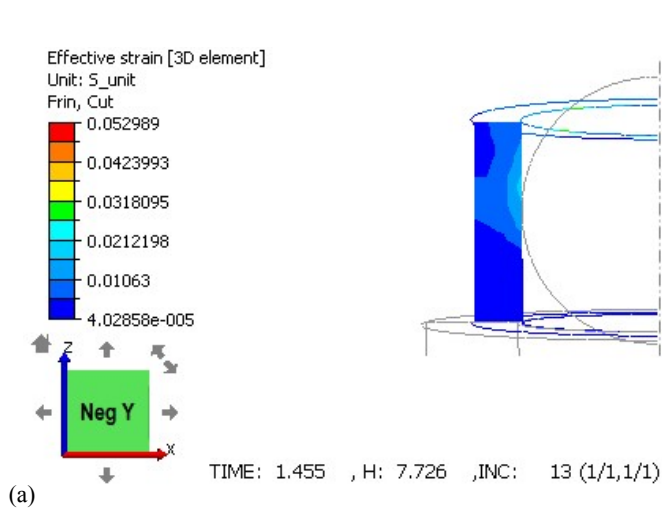 Effective strain [3D element]
Unit: S_unit
Frin, Cut
0.052989
0.0423993
0.0318095
0.0212198
0.01063
4.02858e-005
Z
Neg Y
X
TIME: 1.455 , H: 7.726 ,INC: 13 (1/1,1/1)
(a)